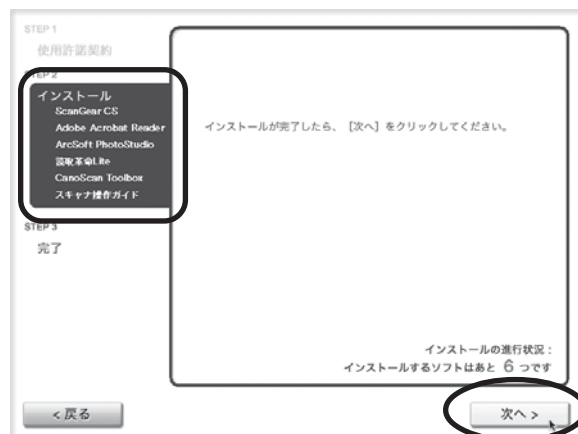 STEP 1
使用許諾契約
STEP 2
インストール
ScanGear CS
Adobe Acrobat Reader
ArcSoft PhotoStudio
読取革命Lite
CanoScan Toolbox
スキャナ操作ガイド
STEP 3
完了
インストールが完了したら、［次へ］をクリックしてください。
インストールの進行状況：
インストールするソフトはあと 6 つです
＜戻る
次へ＞